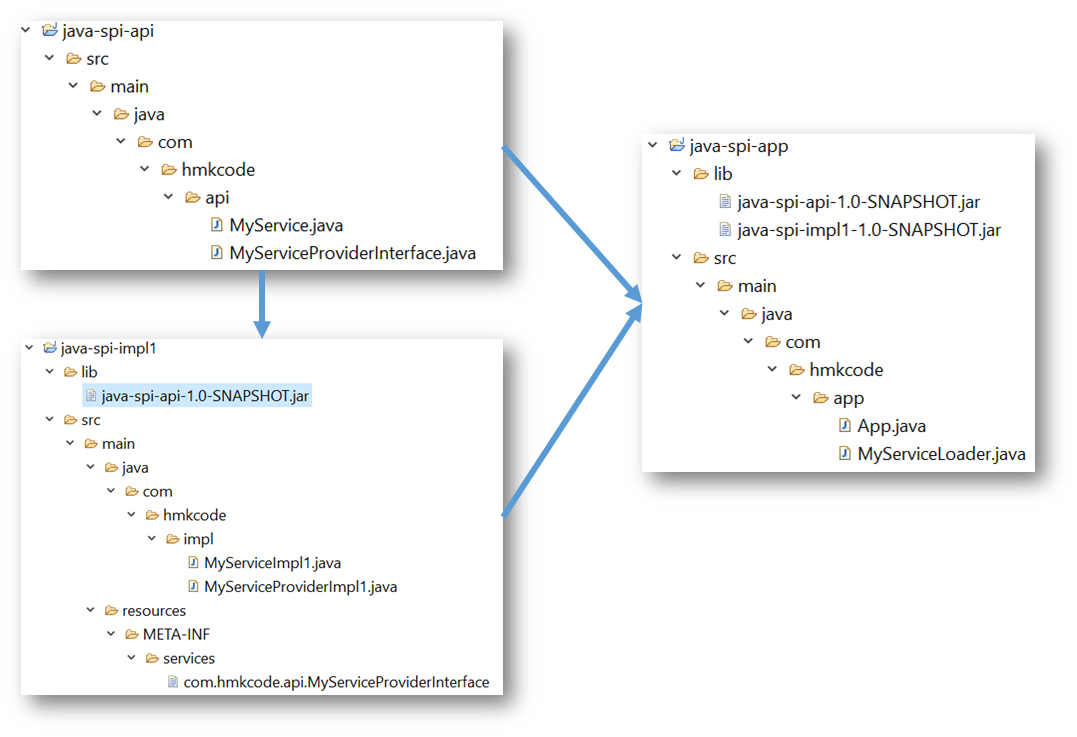 java-spi-api
src
main
java
com
hmkcode
api
MyService.java
MyServiceProviderInterface.java
java-spi-impl1
lib
java-spi-api-1.0-SNAPSHOT.jar
src
main
java
com
hmkcode
impl
MyServiceImpl1.java
MyServiceProviderImpl1.java
resources
META-INF
services
com.hmkcode.api.MyServiceProviderInterface
java-spi-app
lib
java-spi-api-1.0-SNAPSHOT.jar
java-spi-impl1-1.0-SNAPSHOT.jar
src
main
java
com
hmkcode
app
App.java
MyServiceLoader.java